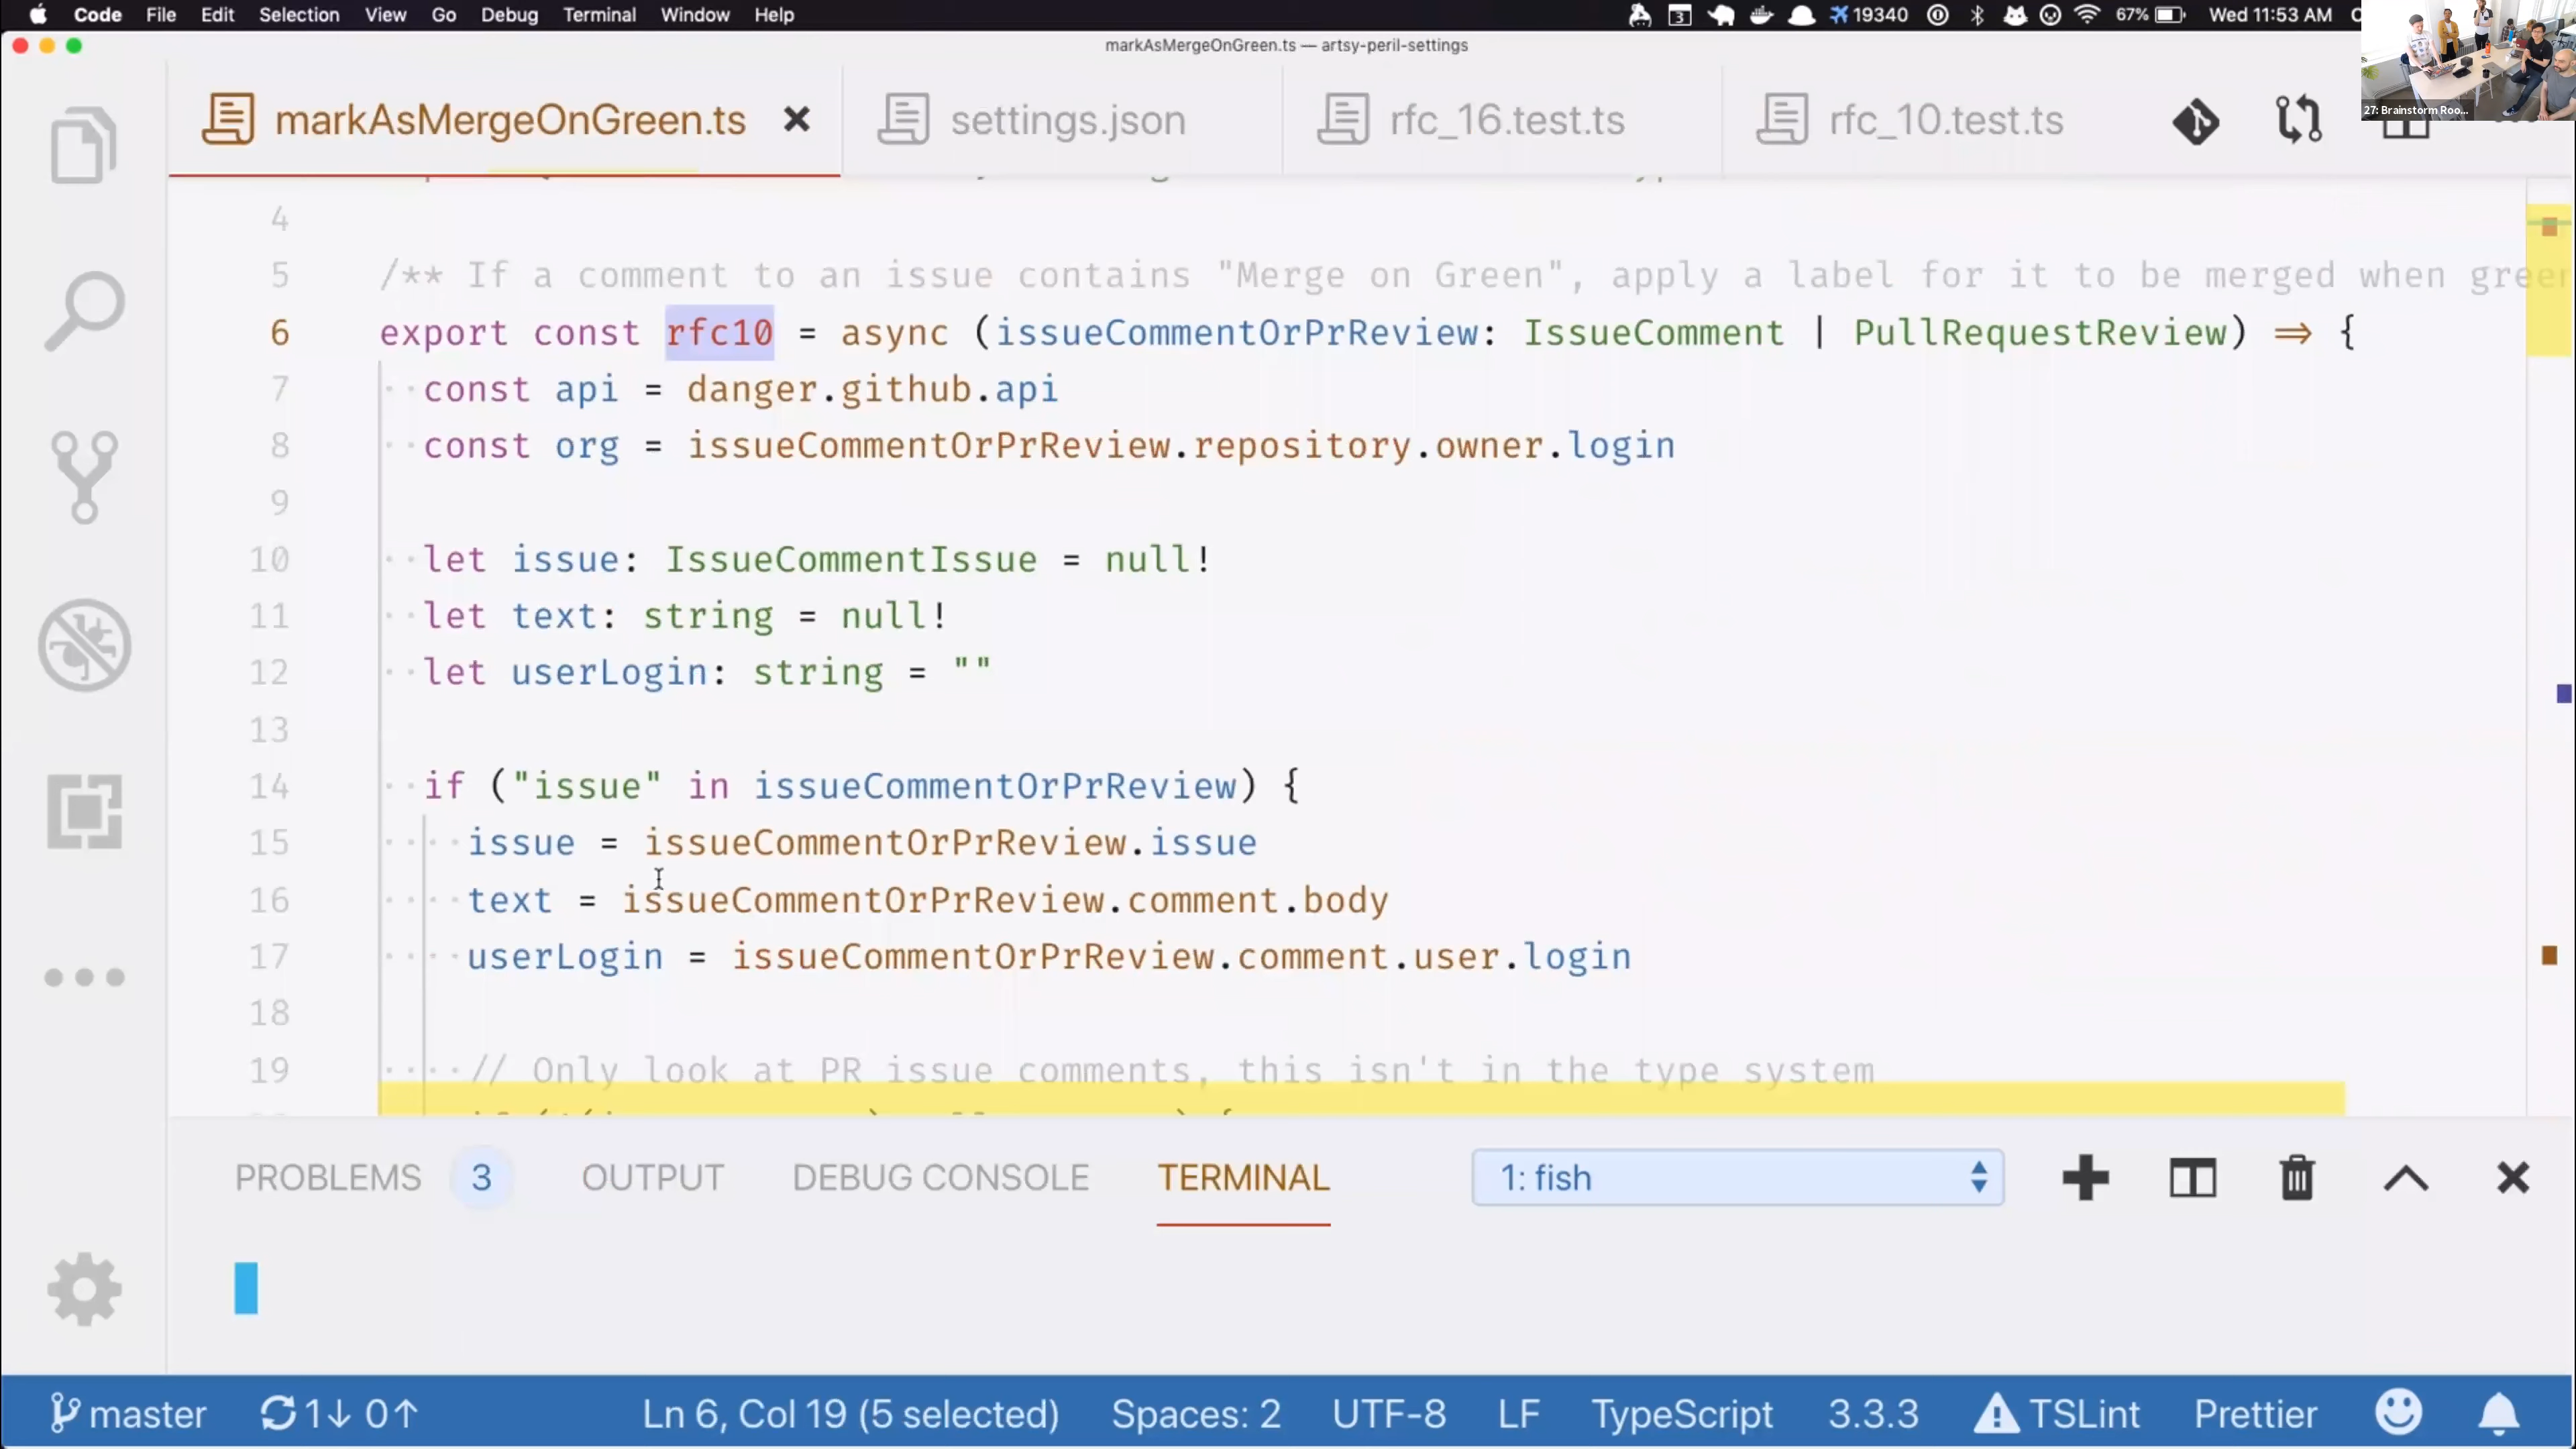 Code File Edit Selection View Go Debug Terminal Window Help 3 19340 67% Wed 11:53 AM
markAsMergeOnGreen.ts — artsy-peril-settings
27: Brainstorm Roo...
markAsMergeOnGreen.ts settings.json rfc_16.test.ts rfc_10.test.ts
4
5 /** If a comment to an issue contains "Merge on Green", apply a label for it to be merged when green
6 export const rfc10 = async (issueCommentOrPrReview: IssueComment | PullRequestReview) => {
7 const api = danger.github.api
8 const org = issueCommentOrPrReview.repository.owner.login
9
10 let issue: IssueCommentIssue = null!
11 let text: string = null!
12 let userLogin: string = ""
13
14 if ("issue" in issueCommentOrPrReview) {
15 issue = issueCommentOrPrReview.issue
16 text = issueCommentOrPrReview.comment.body
17 userLogin = issueCommentOrPrReview.comment.user.login
18
19 // Only look at PR issue comments, this isn't in the type system
PROBLEMS 3 OUTPUT DEBUG CONSOLE TERMINAL 1: fish
master 1↓ 0↑ Ln 6, Col 19 (5 selected) Spaces: 2 UTF-8 LF TypeScript 3.3.3 TSLint Prettier